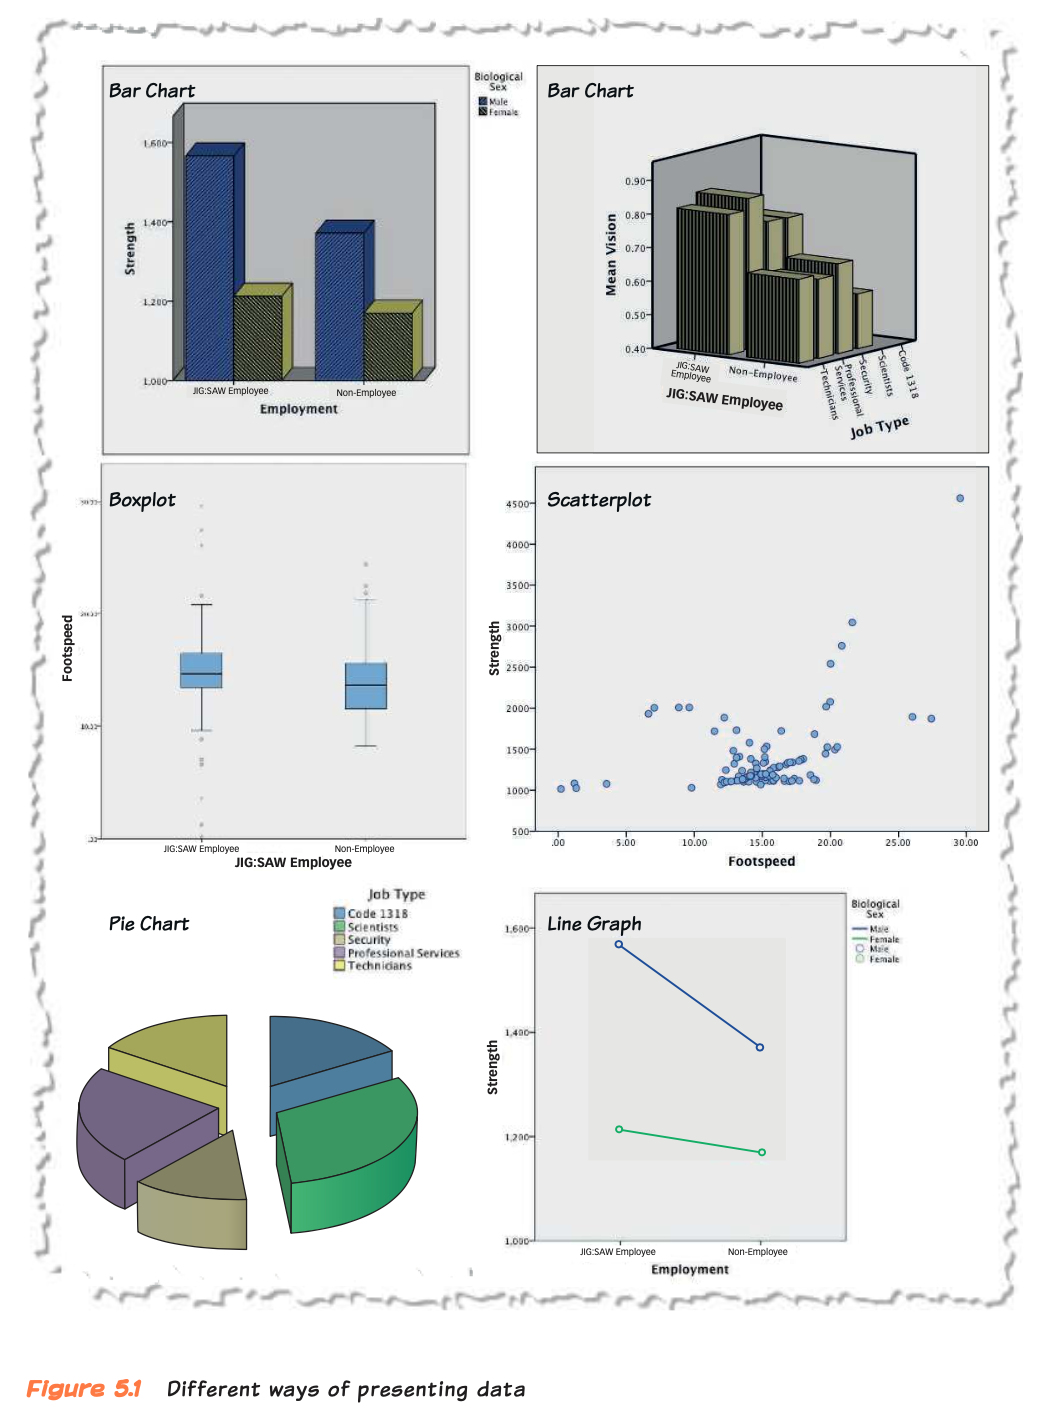 Bar Chart
Biological
Sex
Male
Female
1,600
1,400
1,200
1,000
Strength
JIG:SAW Employee
Non-Employee
Employment
Bar Chart
0.90
0.80
0.70
0.60
0.50
0.40
Mean Vision
JIG:SAW
Employee
Non-Employee
JIG:SAW Employee
Technicians
Professional
Services
Security
Scientists
Code 1318
Job Type
Boxplot
Footspeed
JIG:SAW Employee
Non-Employee
JIG:SAW Employee
Scatterplot
4500
4000
3500
3000
2500
2000
1500
1000
500
Strength
.00
5.00
10.00
15.00
20.00
25.00
30.00
Footspeed
Pie Chart
Job Type
Code 1318
Scientists
Security
Professional Services
Technicians
Line Graph
Biological
Sex
Male
Female
Male
Female
1,600
1,400
1,200
1,000
Strength
JIG:SAW Employee
Non-Employee
Employment
Figure 5.1 Different ways of presenting data